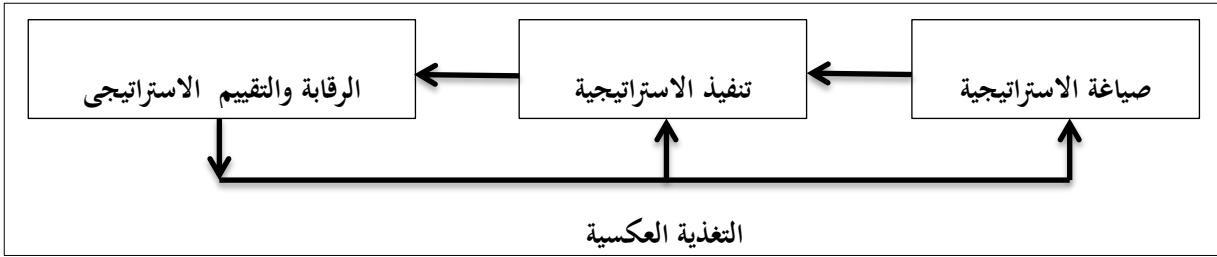 صياغة الاستراتيجية
تنفيذ الاستراتيجية
الرقابة والتقييم الاستراتيجى
التغذية العكسية